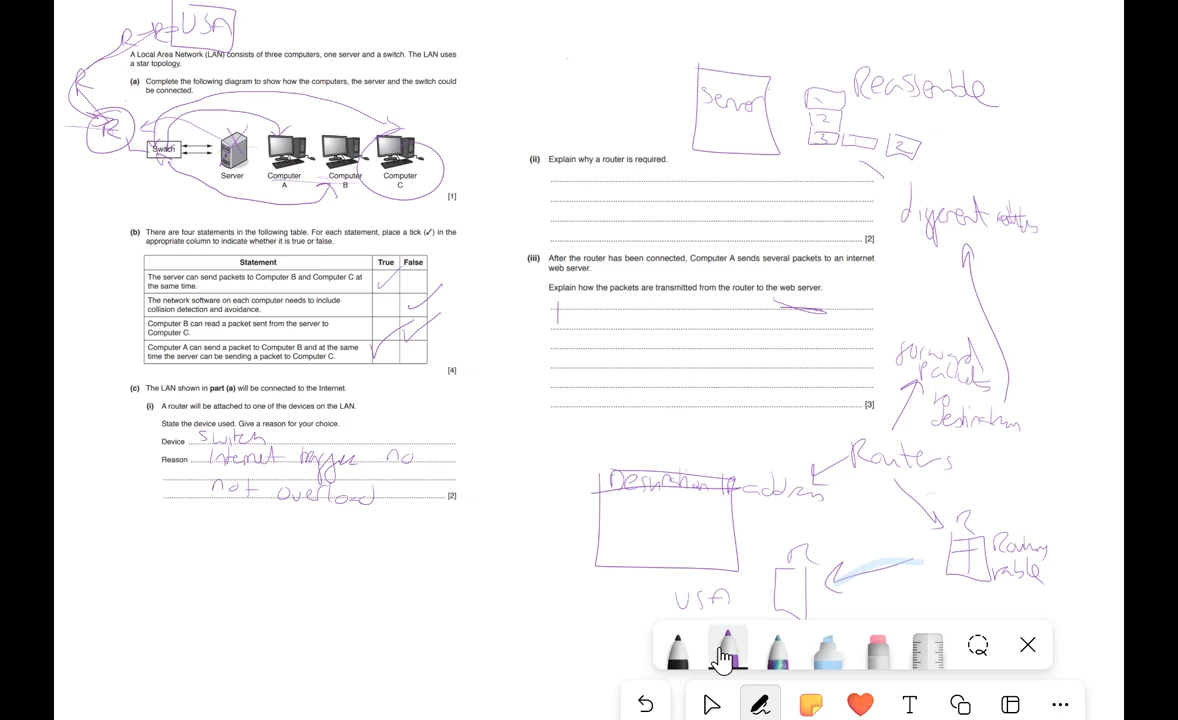 R R USA
A Local Area Network (LAN) consists of three computers, one server and a switch. The LAN uses
a star topology.
(a) Complete the following diagram to show how the computers, the server and the switch could
be connected.
R
R
Switch
Server
Computer
A
Computer
B
Computer
C
[1]
(b) There are four statements in the following table. For each statement, place a tick (✓) in the
appropriate column to indicate whether it is true or false.
Statement True False
The server can send packets to Computer B and Computer C at
the same time.
The network software on each computer needs to include
collision detection and avoidance.
Computer B can read a packet sent from the server to
Computer C.
Computer A can send a packet to Computer B and at the same
time the server can be sending a packet to Computer C.
[4]
(c) The LAN shown in part (a) will be connected to the Internet.
(i) A router will be attached to one of the devices on the LAN.
State the device used. Give a reason for your choice.
Device switch
Reason Internet no
not overload
[2]
Server
1
2
3
2
Reassemble
(ii) Explain why a router is required.
[2]
different
(iii) After the router has been connected, Computer A sends several packets to an internet
web server.
Explain how the packets are transmitted from the router to the web server.
[3]
forward
packets
to
destination
Routers
Destination IP address
R
Routing
table
R
USA
T